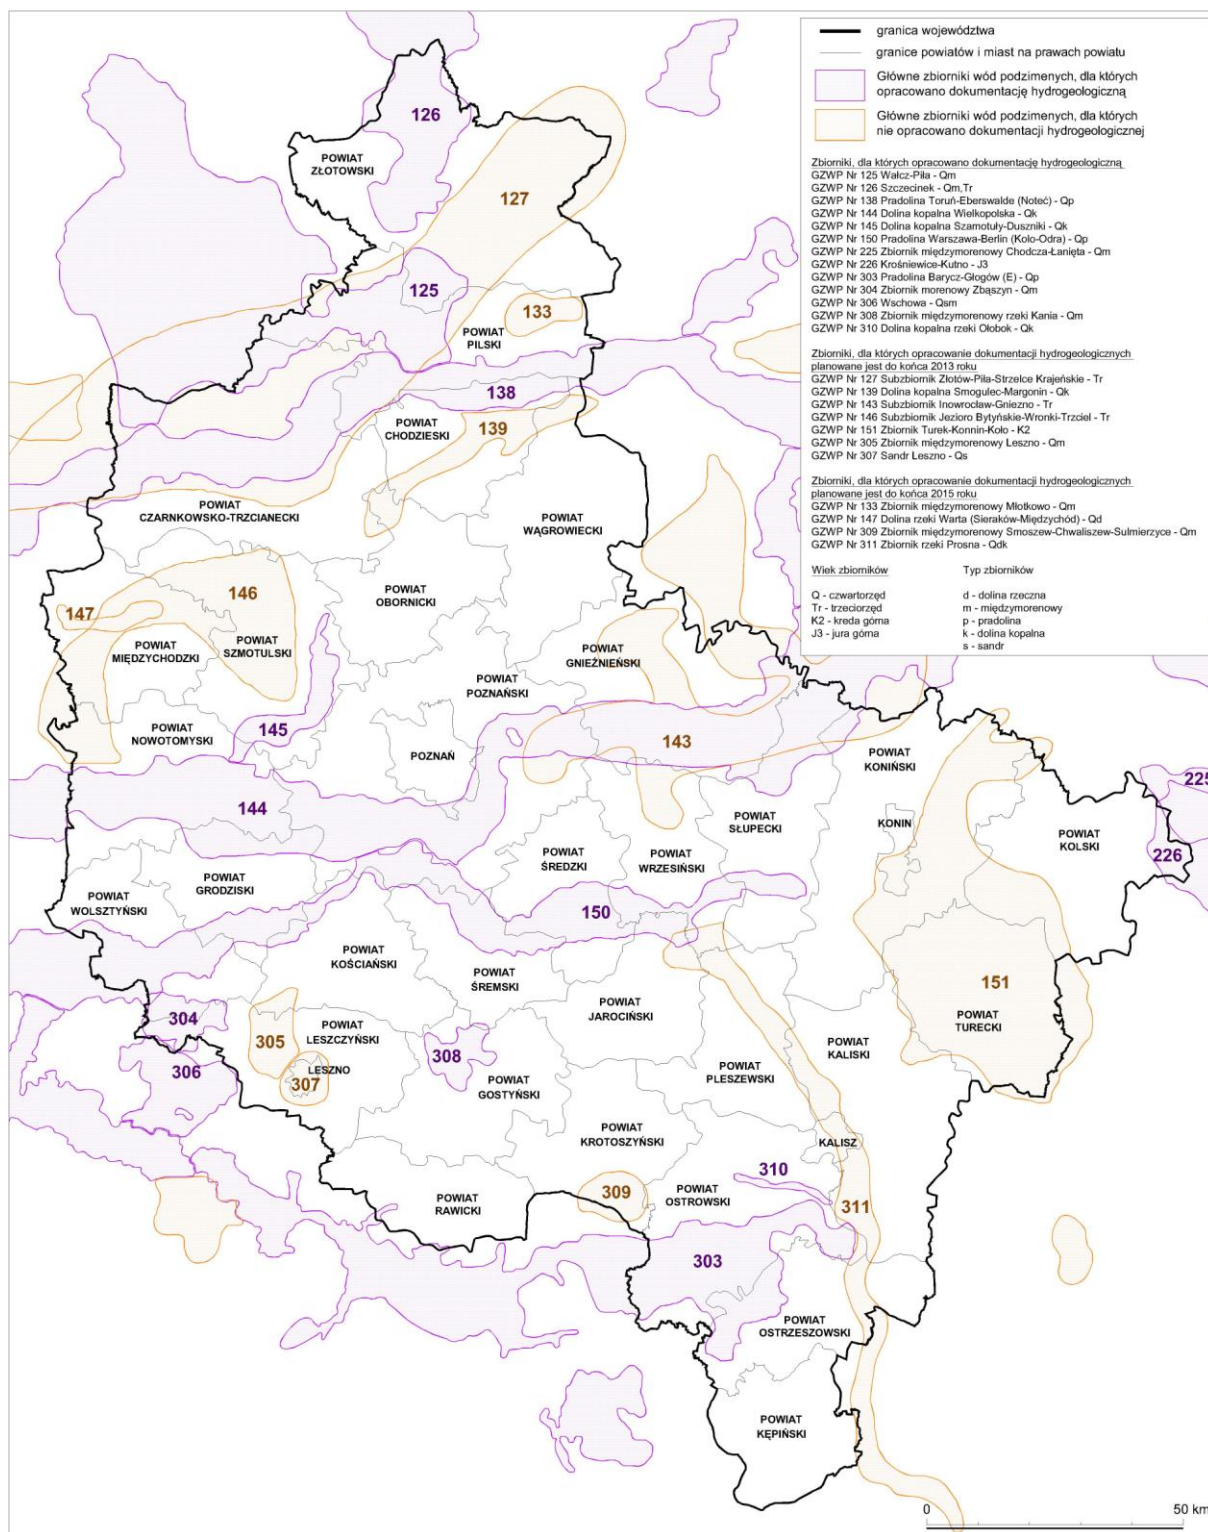 granica województwa
granice powiatów i miast na prawach powiatu
Główne zbiorniki wód podzimenych, dla których
opracowano dokumentację hydrogeologiczną
Główne zbiorniki wód podzimenych, dla których
nie opracowano dokumentacji hydrogeologicznej
Zbiorniki, dla których opracowano dokumentację hydrogeologiczną
GZWP Nr 125 Wałcz-Piła - Qm
GZWP Nr 126 Szczecinek - Qm,Tr
GZWP Nr 138 Pradolina Toruń-Eberswalde (Noteć) - Qp
GZWP Nr 144 Dolina kopalna Wielkopolska - Qk
GZWP Nr 145 Dolina kopalna Szamotuły-Duszniki - Qk
GZWP Nr 150 Pradolina Warszawa-Berlin (Koło-Odra) - Qp
GZWP Nr 225 Zbiornik międzymorenowy Chodcza-Łanięta - Qm
GZWP Nr 226 Krośniewice-Kutno - J3
GZWP Nr 303 Pradolina Barycz-Głogów (E) - Qp
GZWP Nr 304 Zbiornik morenowy Zbąszyn - Qm
GZWP Nr 306 Wschowa - Qsm
GZWP Nr 308 Zbiornik międzymorenowy rzeki Kania - Qm
GZWP Nr 310 Dolina kopalna rzeki Ołobok - Qk
Zbiorniki, dla których opracowanie dokumentacji hydrogeologicznych
planowane jest do końca 2013 roku
GZWP Nr 127 Subzbiornik Złotów-Piła-Strzelce Krajeńskie - Tr
GZWP Nr 139 Dolina kopalna Smogulec-Margonin - Qk
GZWP Nr 143 Subzbiornik Inowrocław-Gniezno - Tr
GZWP Nr 146 Subzbiornik Jezioro Bytyńskie-Wronki-Trzciel - Tr
GZWP Nr 151 Zbiornik Turek-Konnin-Koło - K2
GZWP Nr 305 Zbiornik międzymorenowy Leszno - Qm
GZWP Nr 307 Sandr Leszno - Qs
Zbiorniki, dla których opracowanie dokumentacji hydrogeologicznych
planowane jest do końca 2015 roku
GZWP Nr 133 Zbiornik międzymorenowy Młotkowo - Qm
GZWP Nr 147 Dolina rzeki Warta (Sieraków-Międzychód) - Qd
GZWP Nr 309 Zbiornik międzymorenowy Smoszew-Chwaliszew-Sulmierzyce - Qm
GZWP Nr 311 Zbiornik rzeki Prosna - Qdk
Wiek zbiorników
Q - czwartorzęd
Tr - trzeciorzęd
K2 - kreda górna
J3 - jura górna
Typ zbiorników
d - dolina rzeczna
m - międzymorenowy
p - pradolina
k - dolina kopalna
s - sandr
126
POWIAT
ZŁOTOWSKI
127
125
133
POWIAT
PILSKI
138
POWIAT
CHODZIESKI
139
POWIAT
CZARNKOWSKO-TRZCIANECKI
POWIAT
WĄGROWIECKI
146
POWIAT
OBORNICKI
147
POWIAT
MIĘDZYCHODZKI
POWIAT
SZMOTULSKI
POWIAT
GNIEŹNIEŃSKI
POWIAT
POZNAŃSKI
POWIAT
NOWOTOMYSKI
145
POZNAŃ
143
POWIAT
KONIŃSKI
225
144
KONIN
POWIAT
SŁUPECKI
POWIAT
KOLSKI
226
POWIAT
ŚREDZKI
POWIAT
WRZESIŃSKI
POWIAT
GRODZISKI
POWIAT
WOLSZTYŃSKI
150
POWIAT
KOŚCIAŃSKI
POWIAT
ŚREMSKI
151
POWIAT
TURECKI
POWIAT
JAROCIŃSKI
304
305
POWIAT
LESZCZYŃSKI
308
POWIAT
KALISKI
306
LESZNO
307
POWIAT
GOSTYŃSKI
POWIAT
PLESZEWSKI
POWIAT
KROTOSZYŃSKI
KALISZ
310
309
POWIAT
OSTROWSKI
POWIAT
RAWICKI
311
303
POWIAT
OSTRZESZOWSKI
POWIAT
KĘPIŃSKI
0 50 km